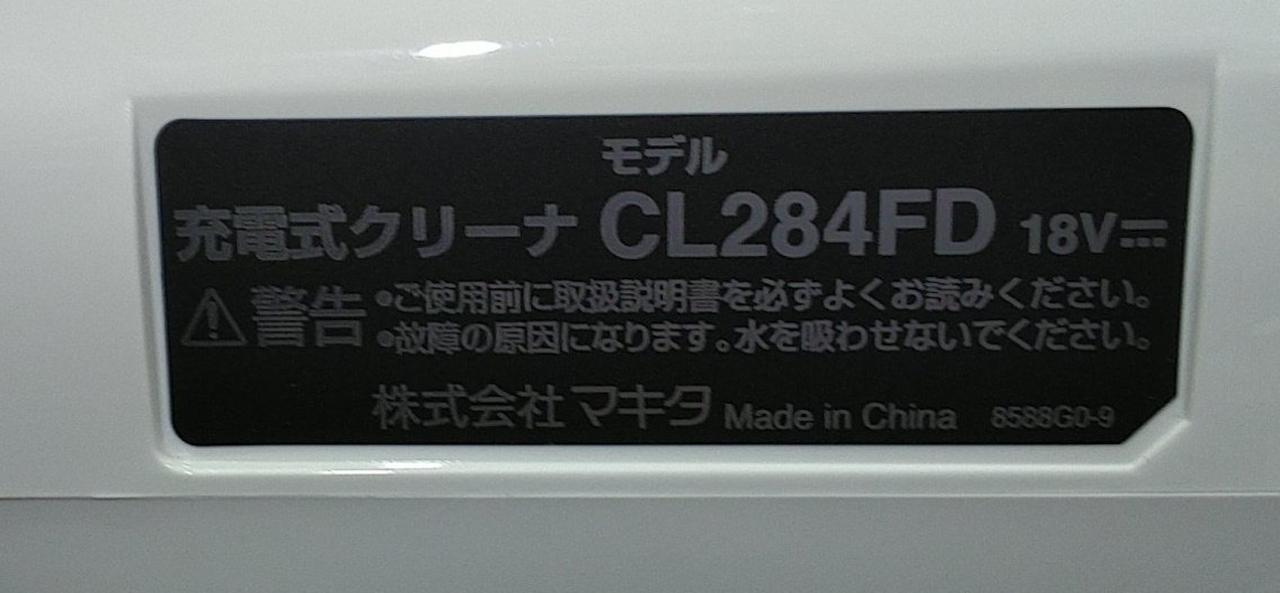 モデル
充電式クリーナ CL284FD 18V⎓
⚠警告 •ご使用前に取扱説明書を必ずよくお読みください。
•故障の原因になります。水を吸わせないでください。
株式会社マキタ Made in China 8588G0-9